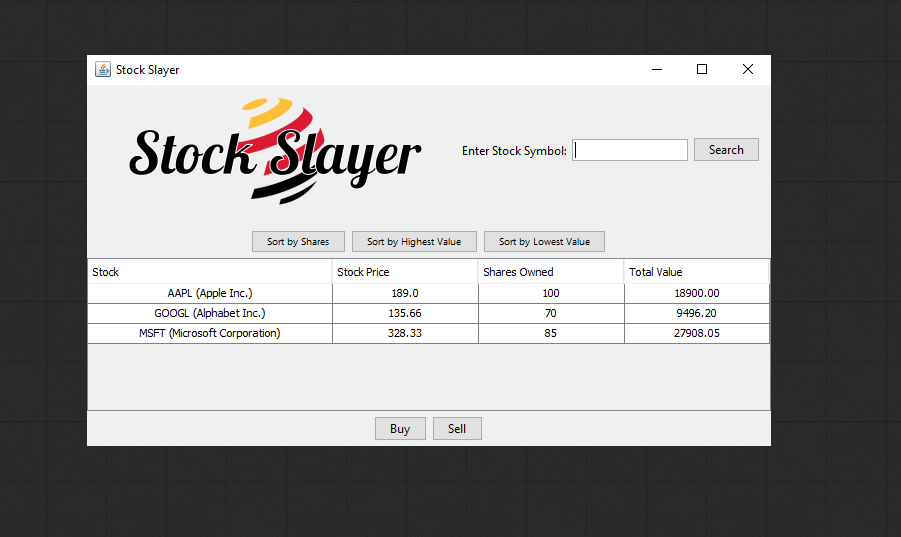 Stock Slayer
Stock Slayer
Enter Stock Symbol: Search
Sort by Shares Sort by Highest Value Sort by Lowest Value
Stock Stock Price Shares Owned Total Value
AAPL (Apple Inc.) 189.0 100 18900.00
GOOGL (Alphabet Inc.) 135.66 70 9496.20
MSFT (Microsoft Corporation) 328.33 85 27908.05
Buy Sell